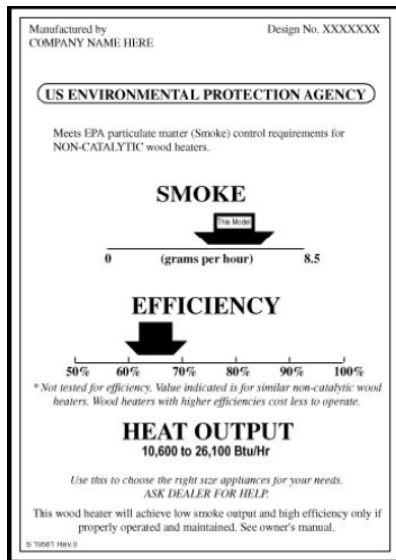 Manufactured by
COMPANY NAME HERE
Design No. XXXXXXX
US ENVIRONMENTAL PROTECTION AGENCY
Meets EPA particulate matter (Smoke) control requirements for
NON-CATALYTIC wood heaters.
SMOKE
This Model
0 (grams per hour) 8.5
EFFICIENCY
50% 60% 70% 80% 90% 100%
* Not tested for efficiency. Value indicated is for similar non-catalytic wood
heaters. Wood heaters with higher efficiencies cost less to operate.
HEAT OUTPUT
10,600 to 26,100 Btu/Hr
Use this to choose the right size appliances for your needs.
ASK DEALER FOR HELP.
This wood heater will achieve low smoke output and high efficiency only if
properly operated and maintained. See owner's manual.